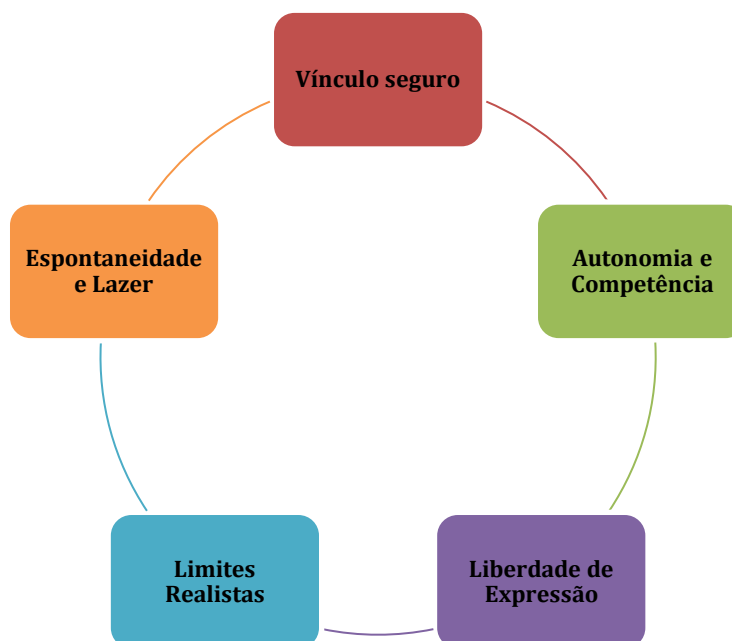 Vínculo seguro
Autonomia e
Competência
Liberdade de
Expressão
Limites
Realistas
Espontaneidade
e Lazer